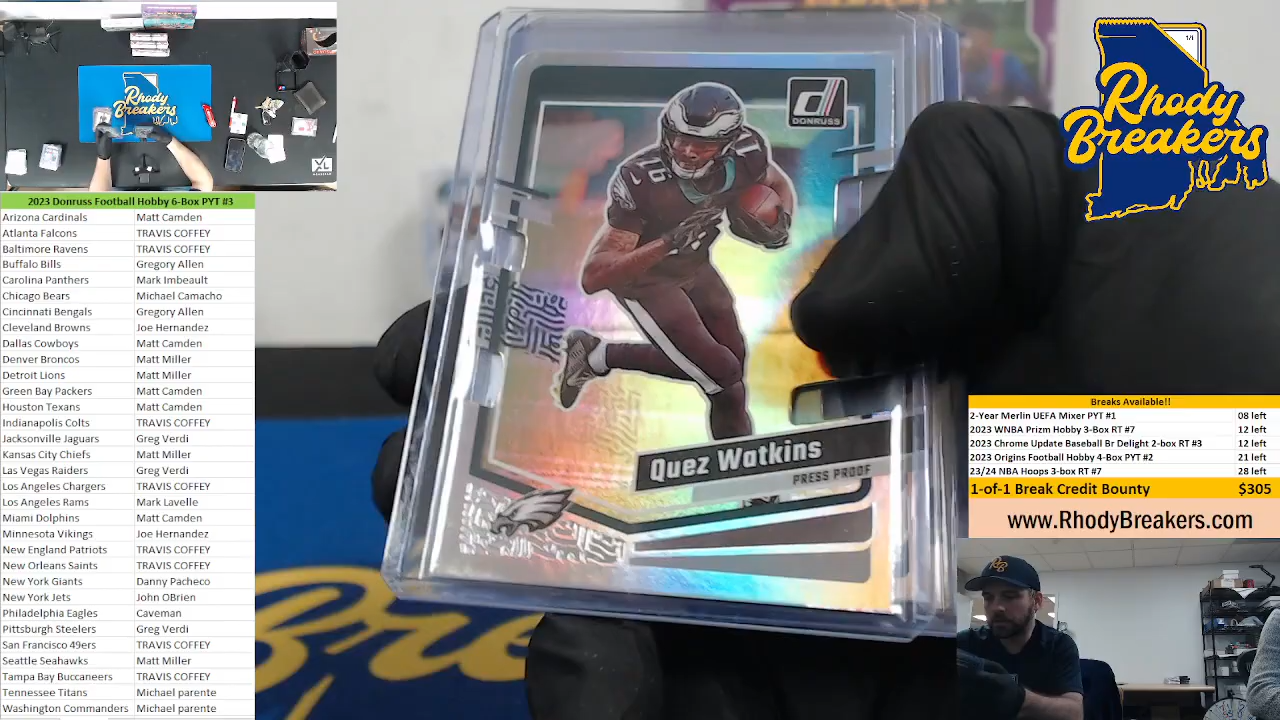 2023 Donruss Football Hobby 6-Box PYT #3
Arizona Cardinals Matt Camden
Atlanta Falcons TRAVIS COFFEY
Baltimore Ravens TRAVIS COFFEY
Buffalo Bills Gregory Allen
Carolina Panthers Mark Imbeault
Chicago Bears Michael Camacho
Cincinnati Bengals Gregory Allen
Cleveland Browns Joe Hernandez
Dallas Cowboys Matt Camden
Denver Broncos Matt Miller
Detroit Lions Matt Miller
Green Bay Packers Matt Camden
Houston Texans Matt Camden
Indianapolis Colts TRAVIS COFFEY
Jacksonville Jaguars Greg Verdi
Kansas City Chiefs Matt Miller
Las Vegas Raiders Greg Verdi
Los Angeles Chargers TRAVIS COFFEY
Los Angeles Rams Mark Lavelle
Miami Dolphins Matt Camden
Minnesota Vikings Joe Hernandez
New England Patriots TRAVIS COFFEY
New Orleans Saints TRAVIS COFFEY
New York Giants Danny Pacheco
New York Jets John OBrien
Philadelphia Eagles Caveman
Pittsburgh Steelers Greg Verdi
San Francisco 49ers TRAVIS COFFEY
Seattle Seahawks Matt Miller
Tampa Bay Buccaneers TRAVIS COFFEY
Tennessee Titans Michael parente
Washington Commanders Michael parente
Rhody
Breakers
XL
DONRUSS
16
Quez Watkins
PRESS PROOF
1/1
Rhody
Breakers
Breaks Available!!
2-Year Merlin UEFA Mixer PYT #1 08 left
2023 WNBA Prizm Hobby 3-Box RT #7 12 left
2023 Chrome Update Baseball Br Delight 2-box RT #3 12 left
2023 Origins Football Hobby 4-Box PYT #2 21 left
23/24 NBA Hoops 3-box RT #7 28 left
1-of-1 Break Credit Bounty $305
www.RhodyBreakers.com
RB